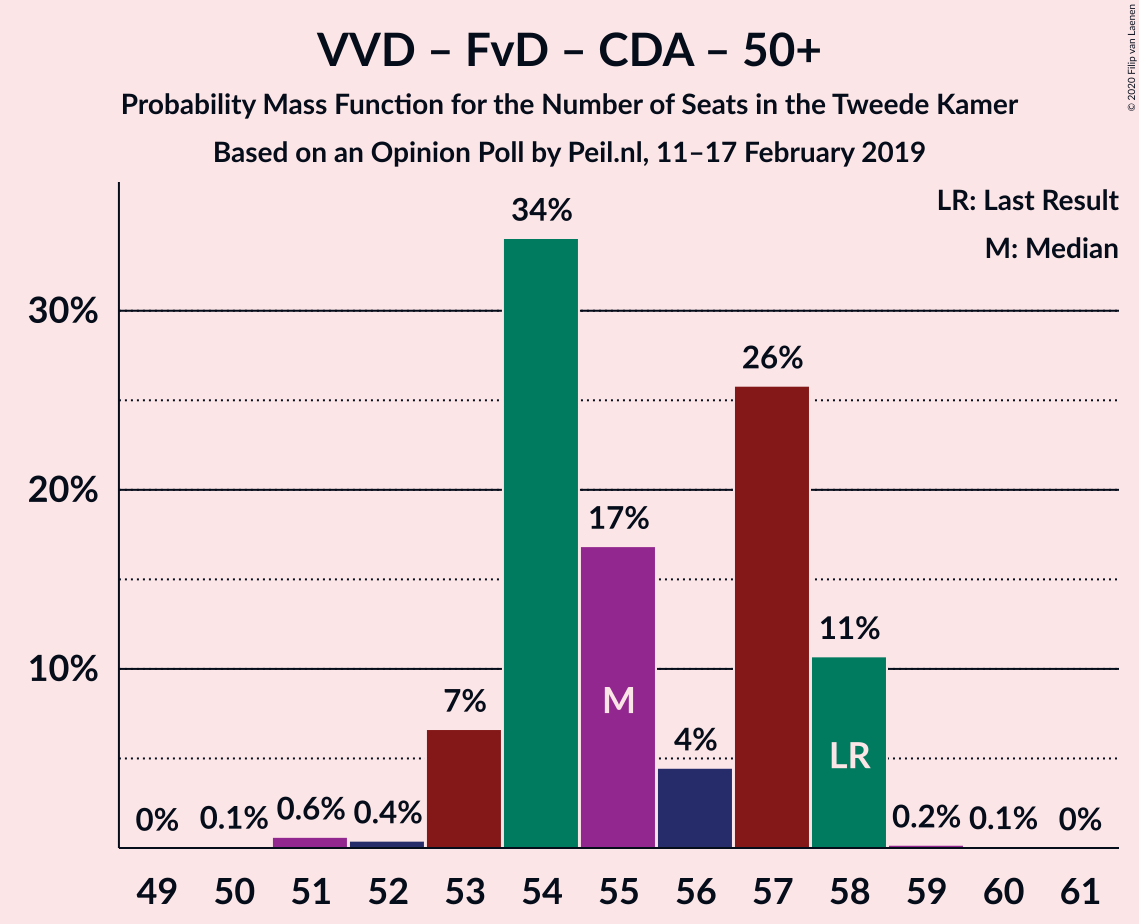 VVD – FvD – CDA – 50+
Probability Mass Function for the Number of Seats in the Tweede Kamer
Based on an Opinion Poll by Peil.nl, 11–17 February 2019
© 2020 Filip van Laenen
LR: Last Result
M: Median
30%
20%
10%
0%
0.1%
0.6%
0.4%
7%
34%
17%
4%
26%
11%
0.2%
0.1%
0%
M
LR
49 50 51 52 53 54 55 56 57 58 59 60 61